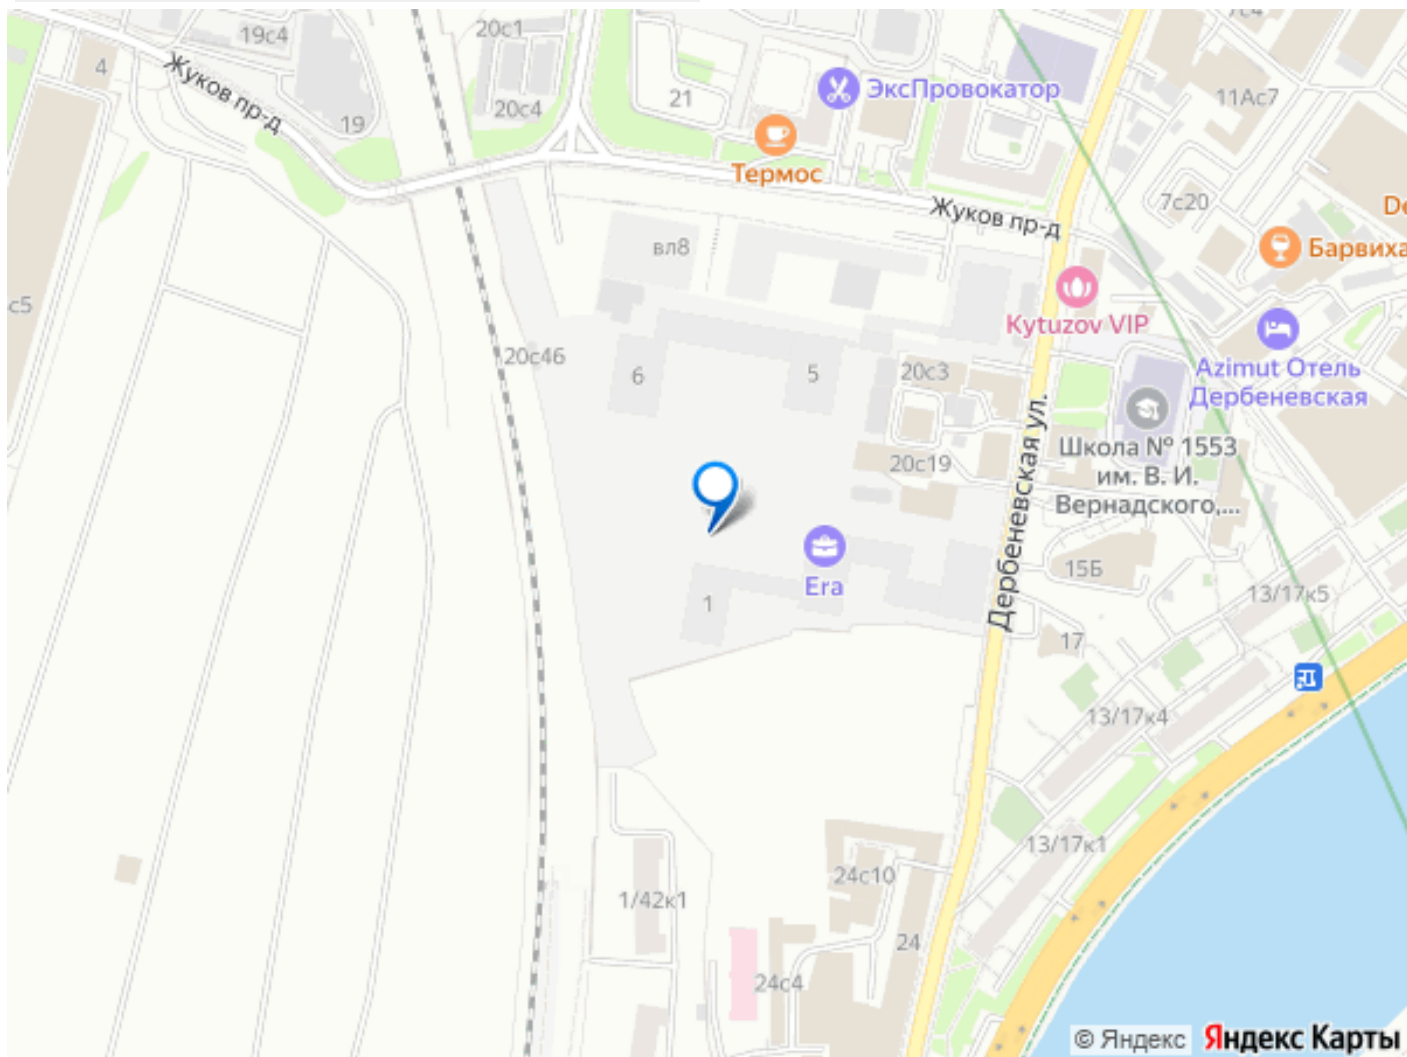 19с4
20с1
7с4
4
Жуков пр-д
20с4
19
21
ЭксПровокатор
11Ас7
Термос
Жуков пр-д
7с20
De
Барвиха
вл8
с5
Kytuzov VIP
20с46
6
5
20с3
Azimut Отель
Дербеневская
Дербеневская ул.
Школа № 1553
им. В. И.
Вернадского,...
20с19
Era
15Б
1
13/17к5
17
13/17к4
13/17к1
24с10
1/42к1
24
24с4
© Яндекс Яндекс Карты